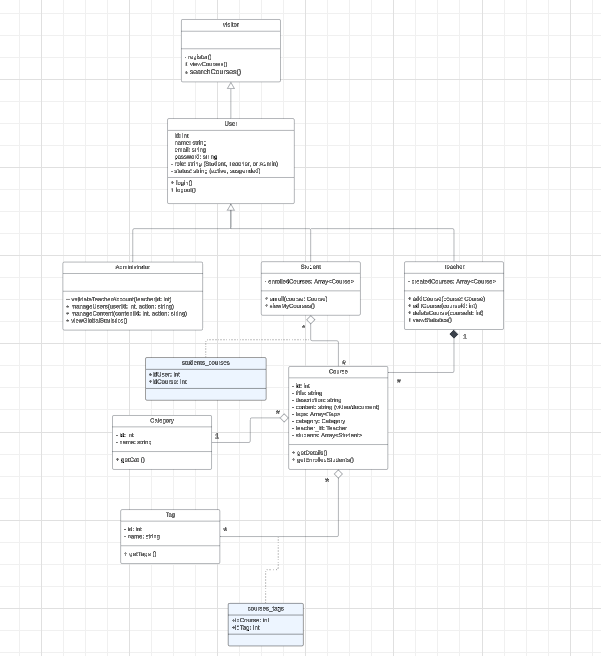 visitor
- register()
+ viewCourses()
+ searchCourses()
User
- id: int
- name: string
- email: string
- password: string
- role: string (Student, Teacher, or Admin)
- status: string (active, suspended)
+ login()
+ logout()
Administrator
+ validateTeacherAccount(teacherId: int)
+ manageUsers(userId: int, action: string)
+ manageContent(contentId: int, action: string)
+ viewGlobalStatistics()
Student
- enrolledCourses: Array<Course>
+ enroll(course: Course)
+ viewMyCourses()
teacher
- createdCourses: Array<Course>
+ addCourse(course: Course)
+ editCourse(courseId: int)
+ deleteCourse(courseId: int)
+ viewStatistics()
*
1
students_courses
+ idUser: int
+ idCourse: int
*
*
Course
- id: int
- title: string
- description: string
- content: string (video/document)
- tags: Array<Tags>
- category: Category
- teacher_id: Teacher
- students: Array<Student>
+ getDetails()
+ getEnrolledStudents()
*
Category
- id: int
- name: string
+ getCat ()
1
*
Tag
- id: int
- name: string
+ getTags ()
*
courses_tags
+idCourse: int
+idTag: int